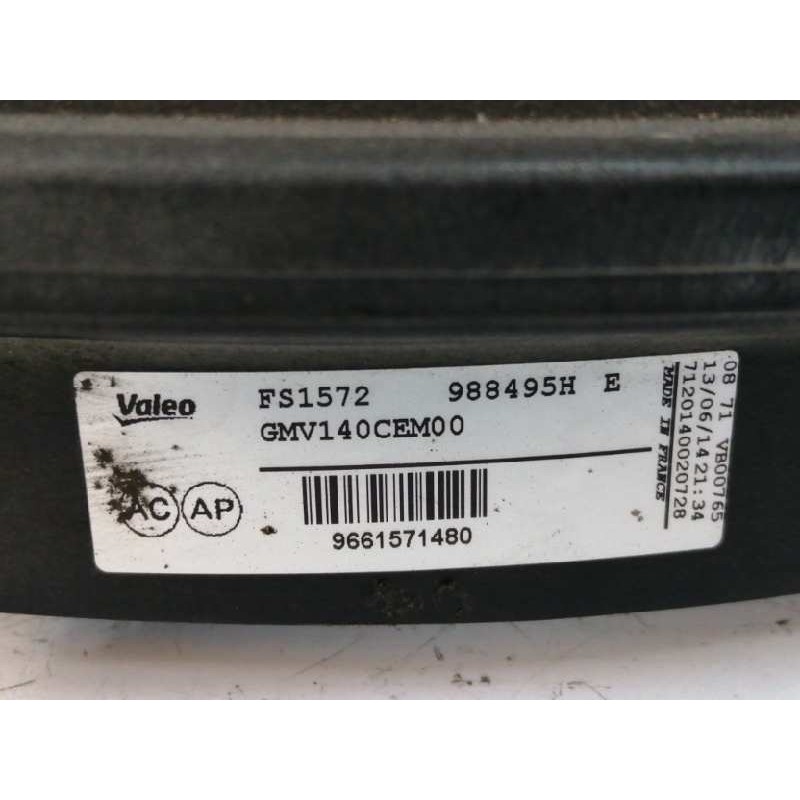 Valeo
FS1572 988495H E
GMV140CEM00
AC AP
9661571480
MADE IN FRANCE
7120140020728
13/06/14 21:34
08 71 VB00765